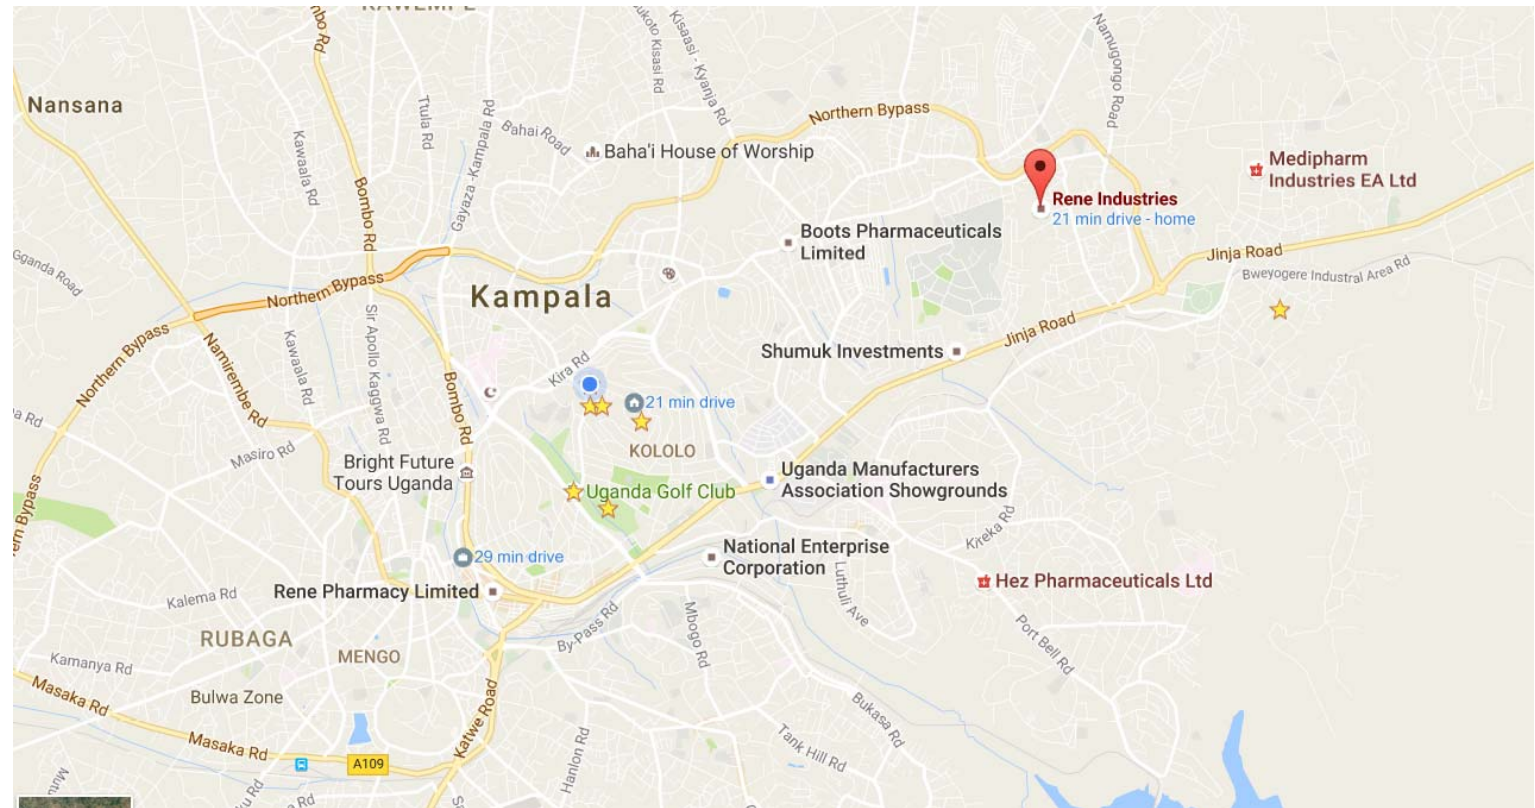 KAWEMPE
Nansana
Bombo Rd
Ttula Rd
Kawaala Rd
Gayaza -Kampala Rd
Bahai Road
Baha'i House of Worship
Kisaasi - Kyanja Rd
Northern Bypass
Namugongo Road
Medipharm
Industries EA Ltd
Rene Industries
21 min drive - home
Boots Pharmaceuticals
Limited
Bombo Rd
Jinja Road
Bweyogere Industral Area Rd
Gganda Road
Northern Bypass
Kampala
Northern Bypass
Namirembe Rd
Kawaala Rd
Sir Apollo Kaggwa Rd
Bombo Rd
Kira Rd
Shumuk Investments
Jinja Road
21 min drive
KOLOLO
Masiro Rd
Bright Future
Tours Uganda
Uganda Golf Club
Uganda Manufacturers
Association Showgrounds
Kireka Rd
29 min drive
National Enterprise
Corporation
Luthuli Ave
Hez Pharmaceuticals Ltd
Rene Pharmacy Limited
Kalema Rd
RUBAGA
MENGO
By-Pass Rd
Mbogo Rd
Port Bell Rd
Kamanya Rd
Bulwa Zone
Masaka Rd
Masaka Rd
A109
Katwe Road
Hanlon Rd
Tank Hill Rd
Bukasa Rd